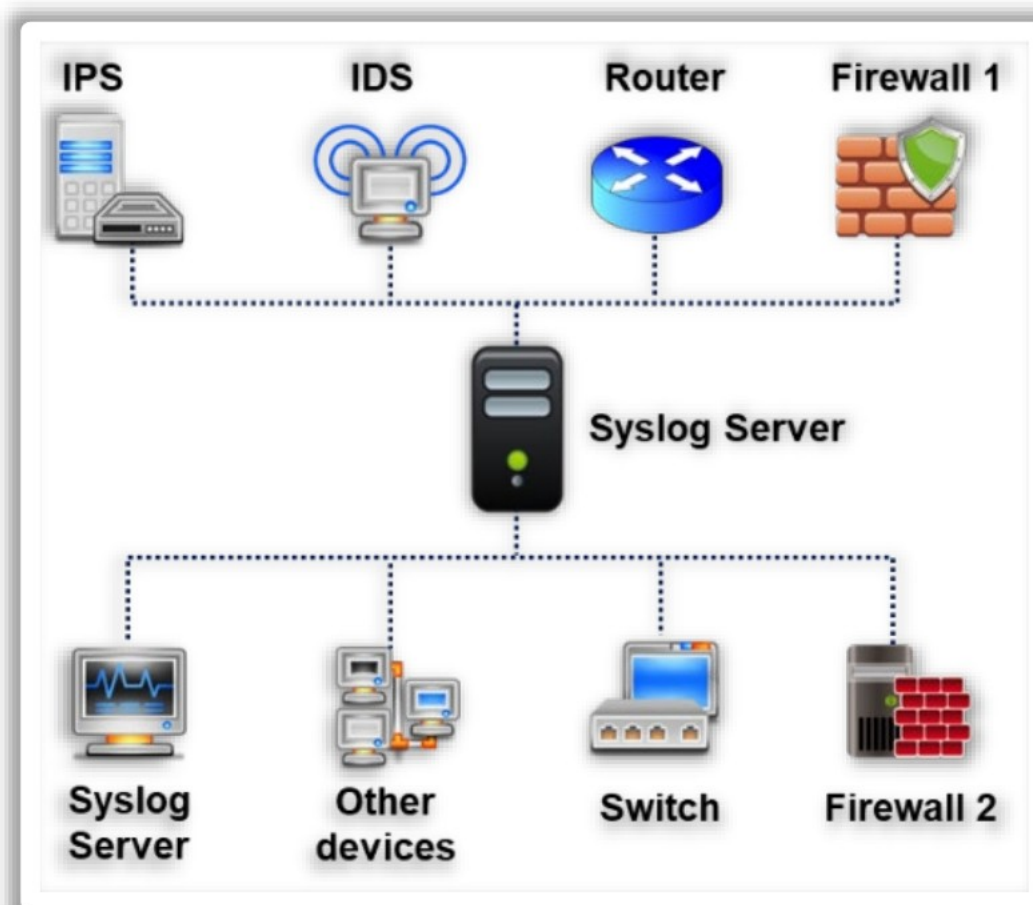 IPS
IDS
Router
Firewall 1
Syslog Server
Syslog
Server
Other
devices
Switch
Firewall 2